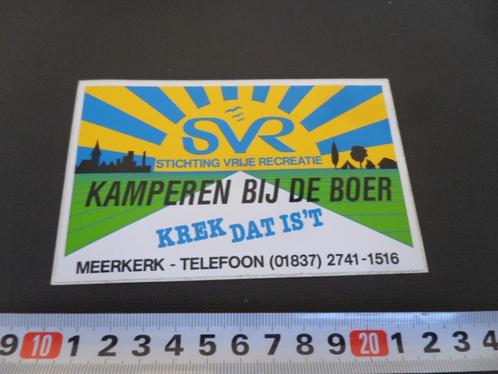 SVR
STICHTING VRIJE RECREATIE
KAMPEREN BIJ DE BOER
KREK DAT IS'T
MEERKERK - TELEFOON (01837) 2741-1516
9 10 1 2 3 4 5 6 7 8 9 20 1 2 3 4